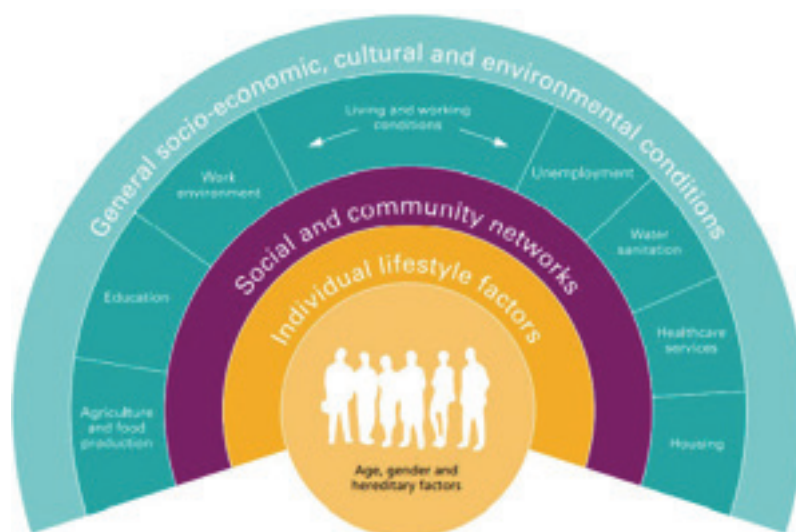 General socio-economic, cultural and environmental conditions
Living and working
conditions
Work
environment
Unemployment
Education
Water
sanitation
Agriculture
and food
production
Healthcare
services
Housing
Social and community networks
Individual lifestyle factors
Age, gender and
hereditary factors